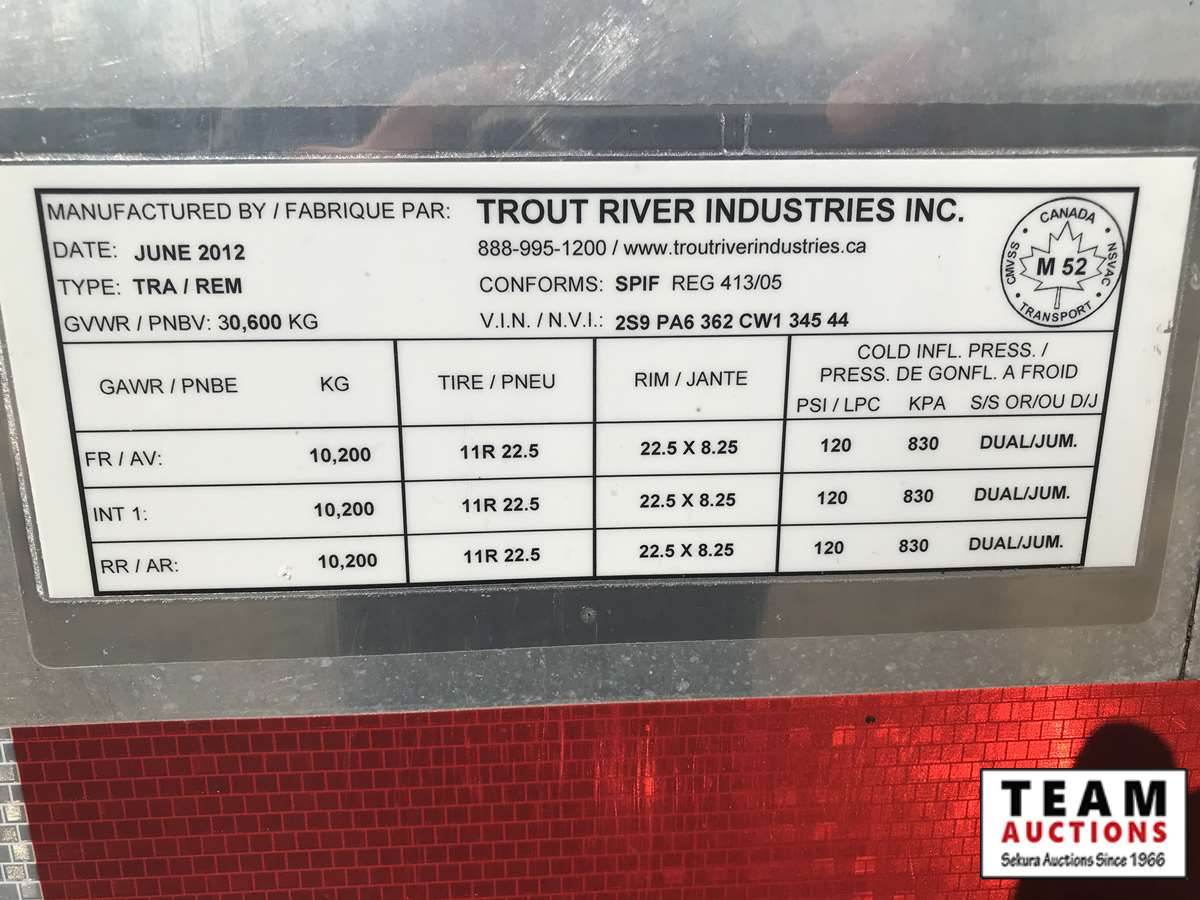 MANUFACTURED BY / FABRIQUE PAR: TROUT RIVER INDUSTRIES INC.
DATE: JUNE 2012 888-995-1200 / www.troutriverindustries.ca
TYPE: TRA / REM CONFORMS: SPIF REG 413/05
GVWR / PNBV: 30,600 KG V.I.N. / N.V.I.: 2S9 PA6 362 CW1 345 44
CANADA
CMVSS M 52 NSVAC
TRANSPORT
GAWR / PNBE KG TIRE / PNEU RIM / JANTE COLD INFL. PRESS. /
PRESS. DE GONFL. A FROID
PSI / LPC KPA S/S OR/OU D/J
FR / AV: 10,200 11R 22.5 22.5 X 8.25 120 830 DUAL/JUM.
INT 1: 10,200 11R 22.5 22.5 X 8.25 120 830 DUAL/JUM.
RR / AR: 10,200 11R 22.5 22.5 X 8.25 120 830 DUAL/JUM.
TEAM
AUCTIONS
Sekura Auctions Since 1966